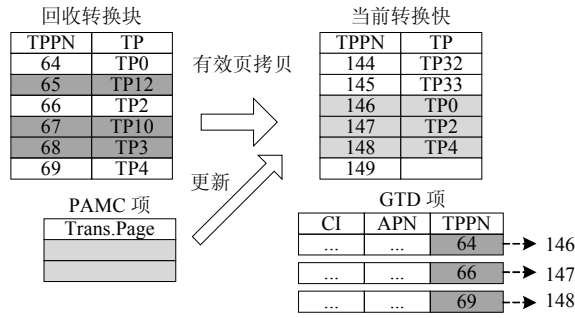 回收转换块
TPPN TP
64 TP0
65 TP12
66 TP2
67 TP10
68 TP3
69 TP4
有效页拷贝
更新
当前转换快
TPPN TP
144 TP32
145 TP33
146 TP0
147 TP2
148 TP4
149
PAMC 项
Trans.Page
GTD 项
CI APN TPPN
... ... 64 146
... ... 66 147
... ... 69 148